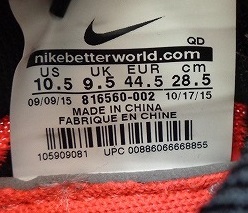 QD
nikebetterworld.com
US UK EUR cm
10.5 9.5 44.5 28.5
09/09/15 816560-002 10/17/15
MADE IN CHINA
FABRIQUE EN CHINE
105909081 UPC 00886066668855